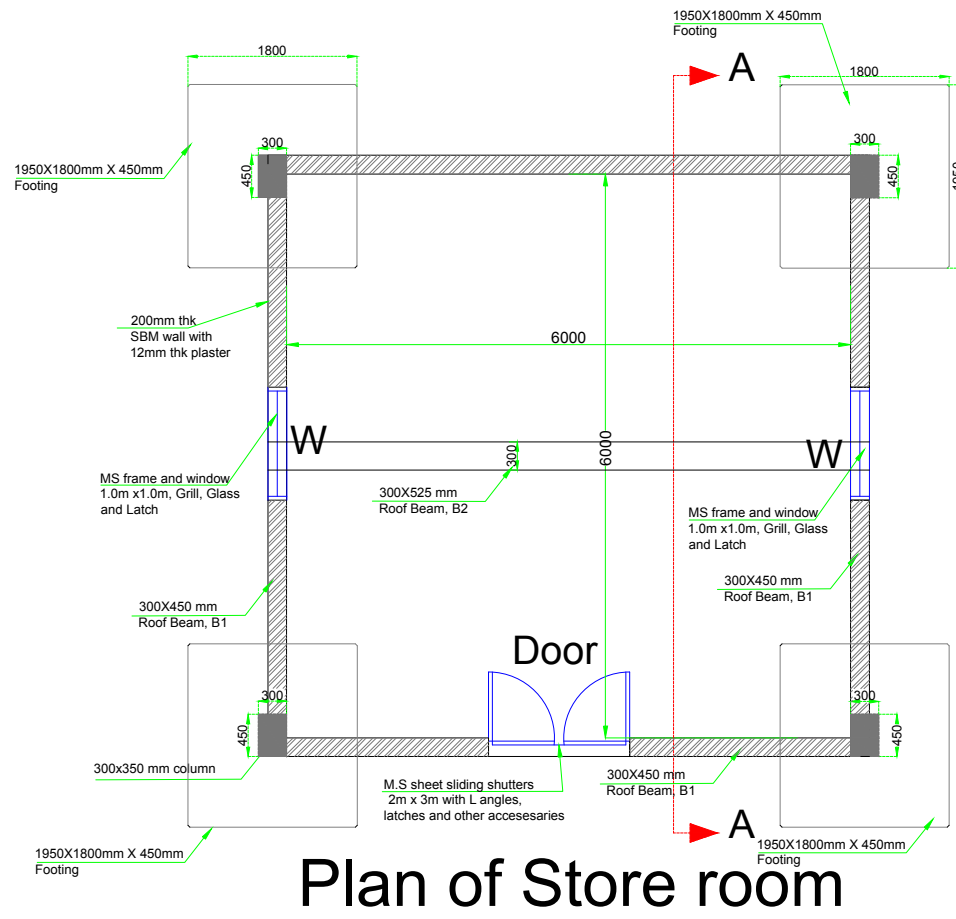 1950X1800mm X 450mm
Footing
1800
A
1800
300
300
1950X1800mm X 450mm
Footing
450
450
1950
200mm thk
SBM wall with
12mm thk plaster
6000
6000
W
W
300
MS frame and window
1.0m x1.0m, Grill, Glass
and Latch
300X525 mm
Roof Beam, B2
MS frame and window
1.0m x1.0m, Grill, Glass
and Latch
300X450 mm
Roof Beam, B1
300X450 mm
Roof Beam, B1
Door
300
300
450
450
300x350 mm column
M.S sheet sliding shutters
2m x 3m with L angles,
latches and other accesesaries
300X450 mm
Roof Beam, B1
A
1950X1800mm X 450mm
Footing
1950X1800mm X 450mm
Footing
Plan of Store room